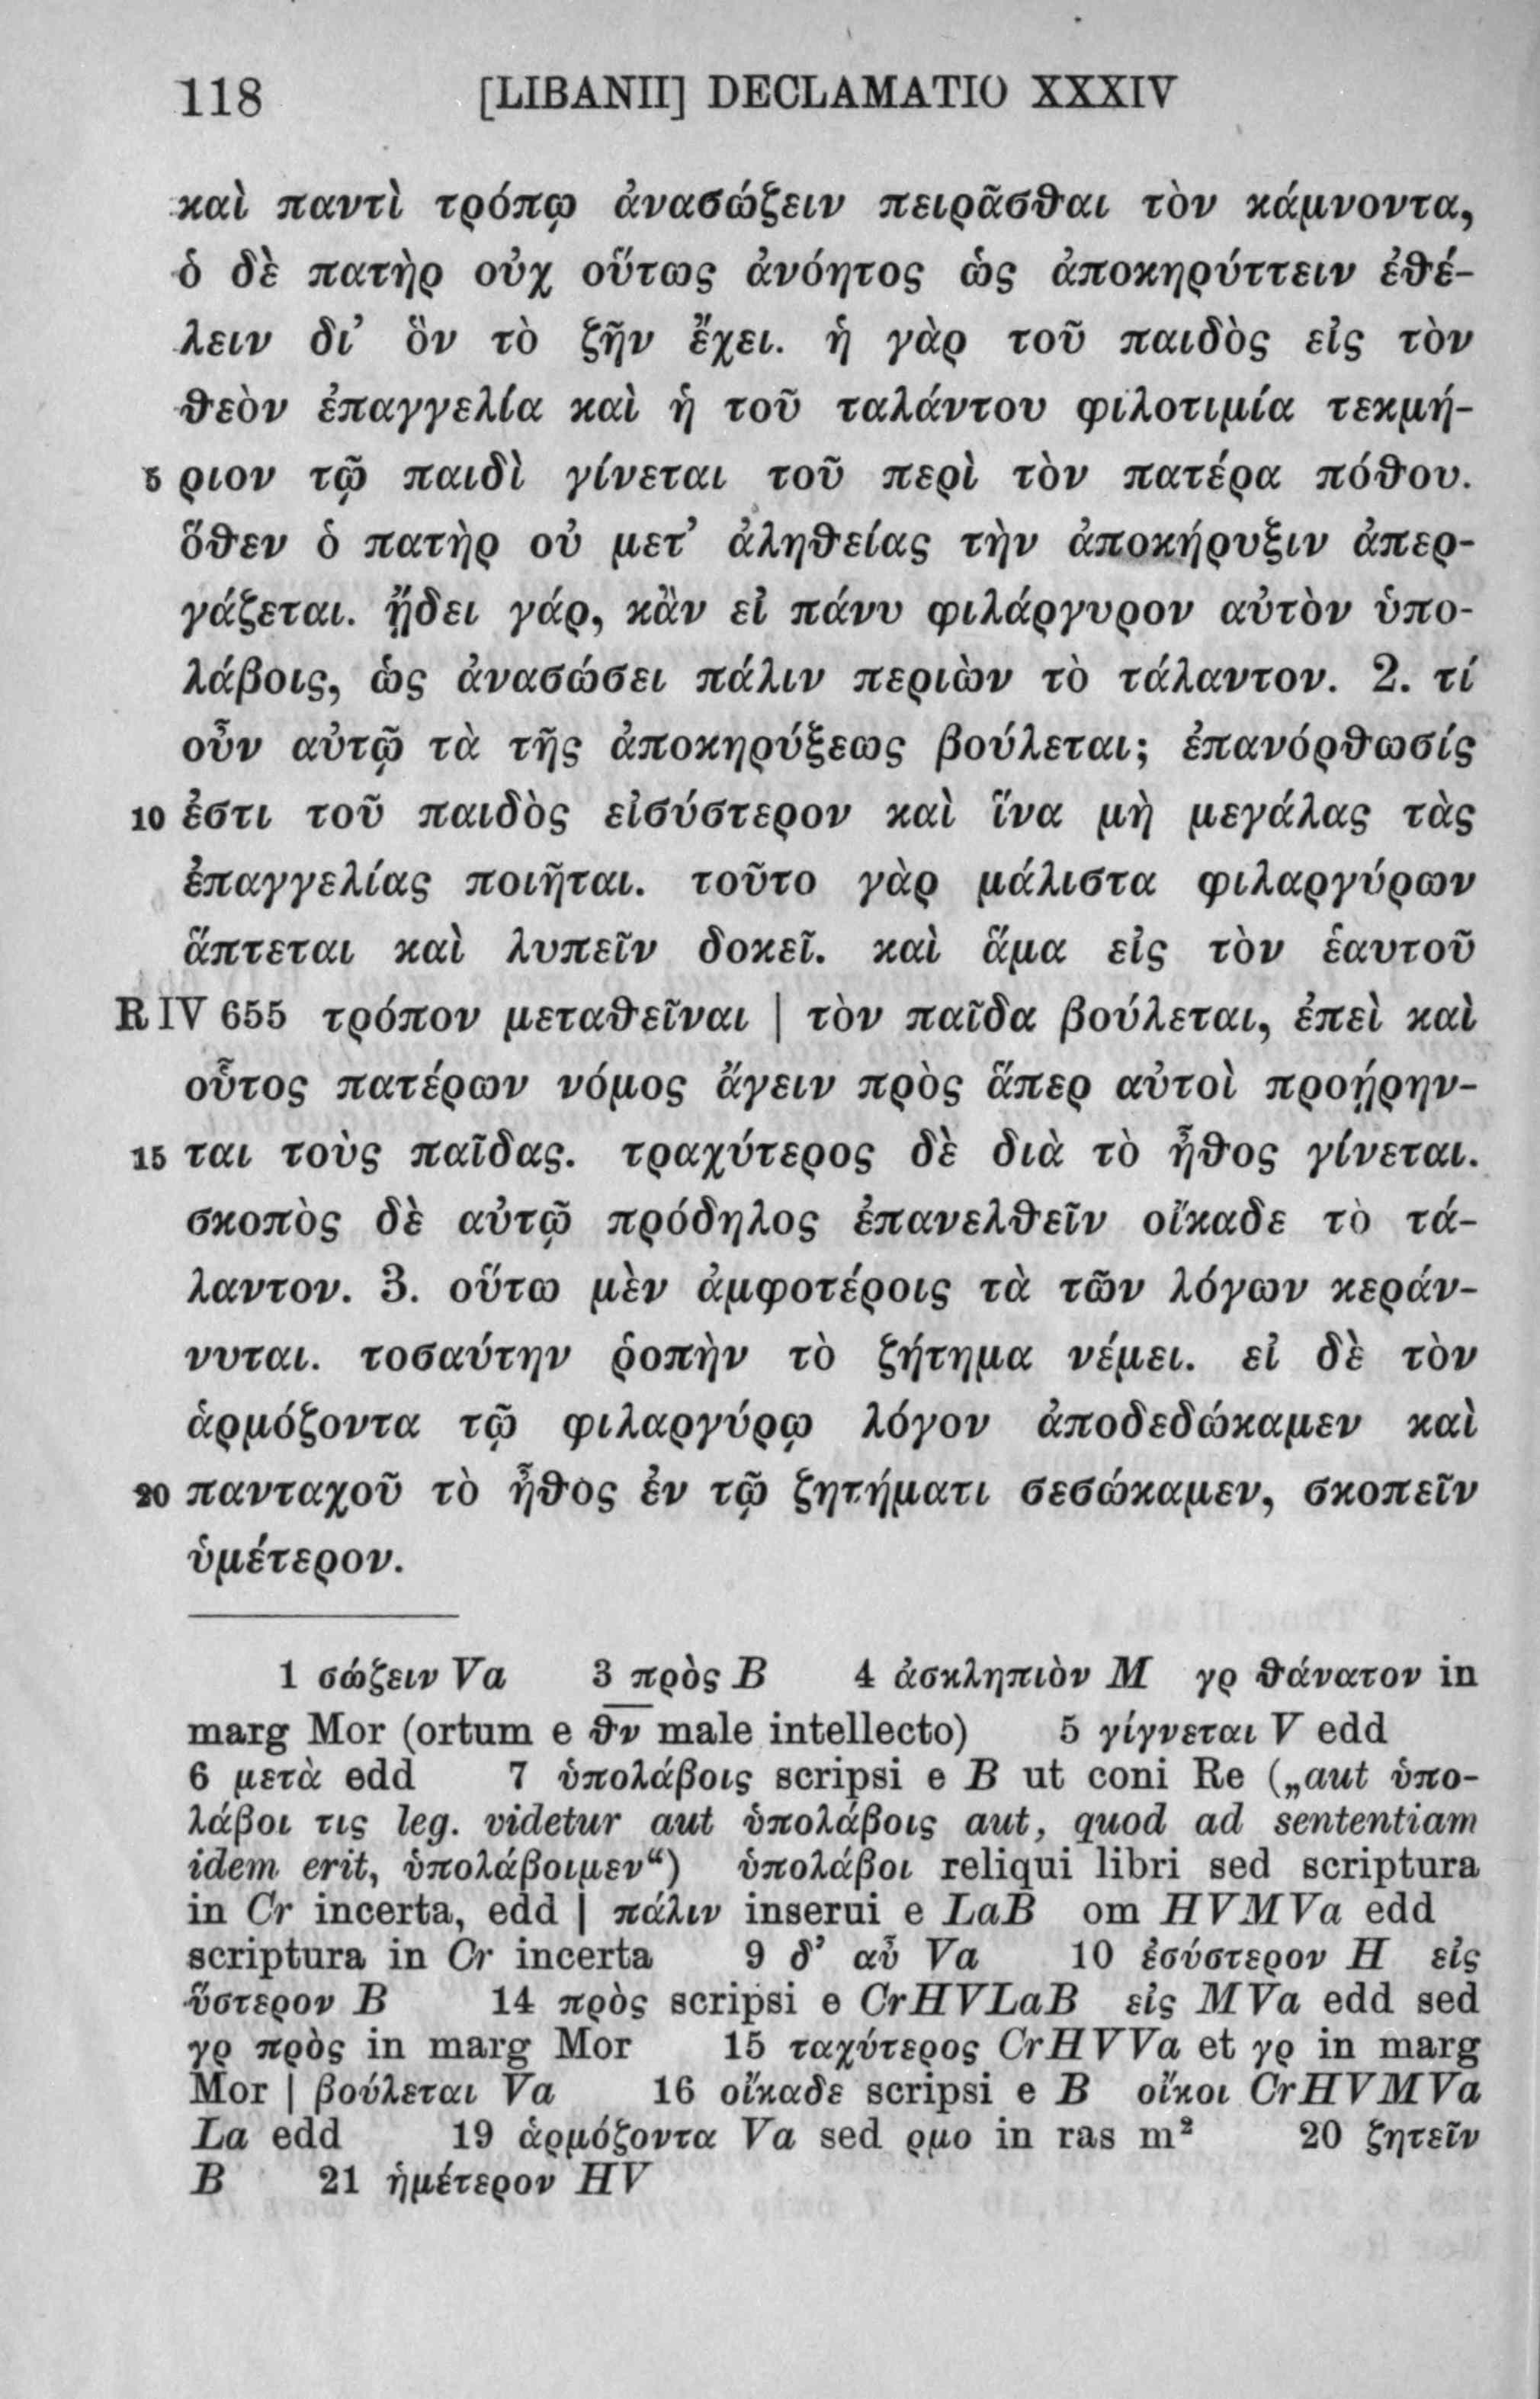 118 [LIBANII] DECLAMATIO XXXIV
καὶ παντὶ τρόπῳ ἀνασώζειν πειρᾶσθαι τὸν κάμνοντα,
ὁ δὲ πατὴρ οὐχ οὕτως ἀνόητος ὡς ἀποκηρύττειν ἐθέ-
λειν δι’ ὃν τὸ ζῆν ἔχει. ἡ γὰρ τοῦ παιδὸς εἰς τὸν
θεὸν ἐπαγγελία καὶ ἡ τοῦ ταλάντου φιλοτιμία τεκμή-
5 ριον τῷ παιδὶ γίνεται τοῦ περὶ τὸν πατέρα πόθου.
ὅθεν ὁ πατὴρ οὐ μετ’ ἀληθείας τὴν ἀποκήρυξιν ἀπερ-
γάζεται. ᾔδει γάρ, κἂν εἰ πάνυ φιλάργυρον αὐτὸν ὑπο-
λάβοις, ὡς ἀνασώσει πάλιν περιὼν τὸ τάλαντον. 2. τί
οὖν αὐτῷ τὰ τῆς ἀποκηρύξεως βούλεται; ἐπανόρθωσίς
10 ἐστι τοῦ παιδὸς εἰσύστερον καὶ ἵνα μὴ μεγάλας τὰς
ἐπαγγελίας ποιῆται. τοῦτο γὰρ μάλιστα φιλαργύρων
ἅπτεται καὶ λυπεῖν δοκεῖ. καὶ ἅμα εἰς τὸν ἑαυτοῦ
R IV 655 τρόπον μεταθεῖναι | τὸν παῖδα βούλεται, ἐπεὶ καὶ
οὗτος πατέρων νόμος ἄγειν πρὸς ἅπερ αὐτοὶ προῄρην-
15 ται τοὺς παῖδας. τραχύτερος δὲ διὰ τὸ ἦθος γίνεται.
σκοπὸς δὲ αὐτῷ πρόδηλος ἐπανελθεῖν οἴκαδε τὸ τά-
λαντον. 3. οὕτω μὲν ἀμφοτέροις τὰ τῶν λόγων κεράν-
νυται. τοσαύτην ῥοπὴν τὸ ζήτημα νέμει. εἰ δὲ τὸν
ἁρμόζοντα τῷ φιλαργύρῳ λόγον ἀποδεδώκαμεν καὶ
20 πανταχοῦ τὸ ἦθος ἐν τῷ ζητήματι σεσώκαμεν, σκοπεῖν
ὑμέτερον.
1 σώζειν Va 3 πρὸς B 4 ἀσκληπιὸν M γρ θάνατον in
marg Mor (ortum e θ̅ν̅ male intellecto) 5 γίγνεται V edd
6 μετὰ edd 7 ὑπολάβοις scripsi e B ut coni Re („aut ὑπο-
λάβοι τις leg. videtur aut ὑπολάβοις aut, quod ad sententiam
idem erit, ὑπολάβοιμεν“) ὑπολάβοι reliqui libri sed scriptura
in Cr incerta, edd | πάλιν inserui e LaB om HVMVa edd
scriptura in Cr incerta 9 δ’ αὖ Va 10 ἐσύστερον H εἰς
ὕστερον B 14 πρὸς scripsi e CrHVLaB εἰς MVa edd sed
γρ πρὸς in marg Mor 15 ταχύτερος CrHVVa et γρ in marg
Mor | βούλεται Va 16 οἴκαδε scripsi e B οἴκοι CrHVMVa
La edd 19 ἁρμόζοντα Va sed ρμο in ras m² 20 ζητεῖν
B 21 ἡμέτερον HV